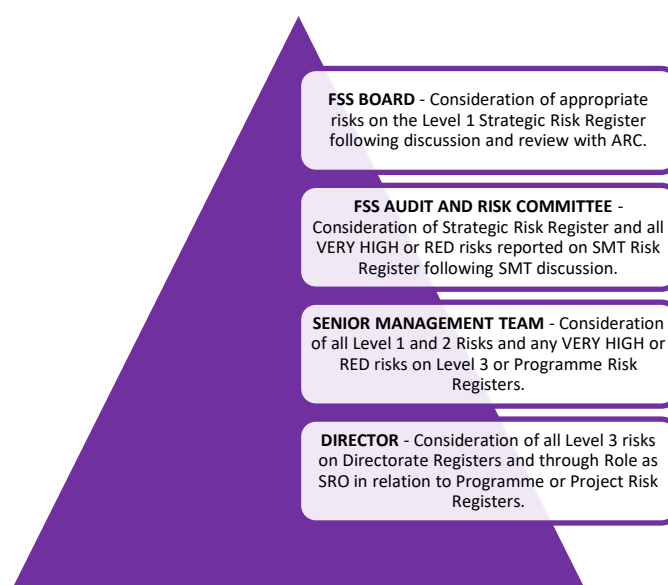 FSS BOARD - Consideration of appropriate
risks on the Level 1 Strategic Risk Register
following discussion and review with ARC.
FSS AUDIT AND RISK COMMITTEE -
Consideration of Strategic Risk Register and all
VERY HIGH or RED risks reported on SMT Risk
Register following SMT discussion.
SENIOR MANAGEMENT TEAM - Consideration
of all Level 1 and 2 Risks and any VERY HIGH or
RED risks on Level 3 or Programme Risk
Registers.
DIRECTOR - Consideration of all Level 3 risks
on Directorate Registers and through Role as
SRO in relation to Programme or Project Risk
Registers.